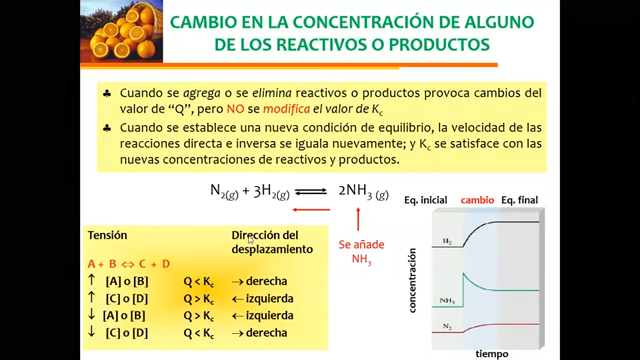 CAMBIO EN LA CONCENTRACIÓN DE ALGUNO
DE LOS REACTIVOS O PRODUCTOS
♣ Cuando se agrega o se elimina reactivos o productos provoca cambios del
valor de “Q”, pero NO se modifica el valor de Kc
♣ Cuando se establece una nueva condición de equilibrio, la velocidad de las
reacciones directa e inversa se iguala nuevamente; y Kc se satisface con las
nuevas concentraciones de reactivos y productos.
N2(g) + 3H2(g) ⇌ 2NH3 (g)
Se añade
NH3
Tensión Dirección del
desplazamiento
A + B ⇔ C + D
↑ [A] o [B] Q < Kc → derecha
↑ [C] o [D] Q > Kc ← izquierda
↓ [A] o [B] Q > Kc ← izquierda
↓ [C] o [D] Q < Kc → derecha
Eq. inicial cambio Eq. final
concentración
H2
NH3
N2
tiempo